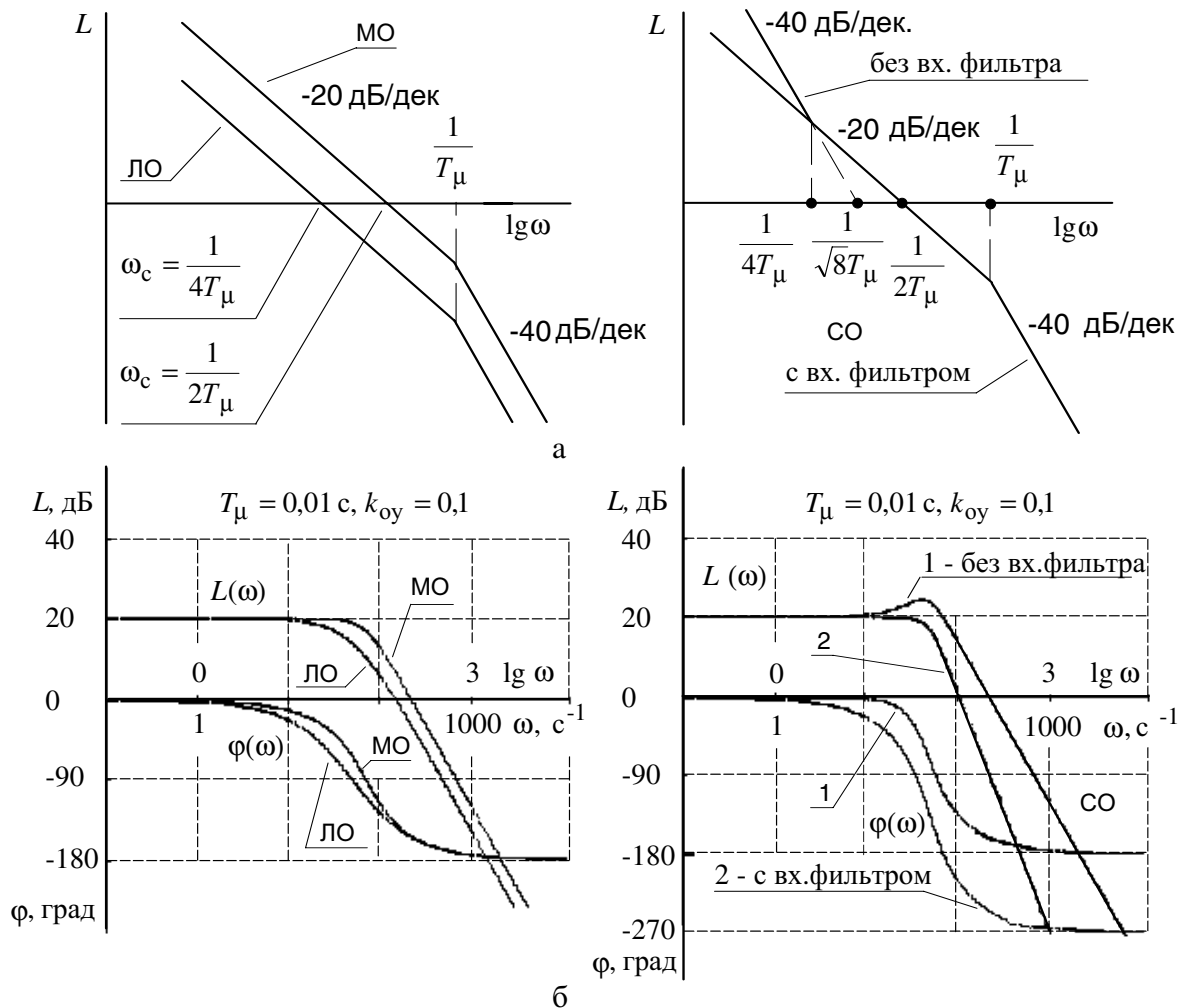 L
МО
-20 дБ/дек
ЛО
1/T_μ
lg ω
ω_c = 1/4T_μ
ω_c = 1/2T_μ
-40 дБ/дек
L
-40 дБ/дек.
без вх. фильтра
-20 дБ/дек
1/T_μ
lg ω
1/4T_μ
1/√8T_μ
1/2T_μ
СО
-40 дБ/дек
с вх. фильтром
а
L, дБ
T_μ = 0,01 с, k_оу = 0,1
40
L(ω)
МО
20
0
ЛО
3
lg ω
0
1
1000
ω, с⁻¹
φ(ω)
МО
-90
ЛО
-180
φ, град
L, дБ
T_μ = 0,01 с, k_оу = 0,1
40
L (ω)
1 - без вх.фильтра
20
2
0
3
lg ω
0
1
1000
ω, с⁻¹
-90
1
СО
φ(ω)
-180
2 - с вх.фильтром
-270
φ, град
б